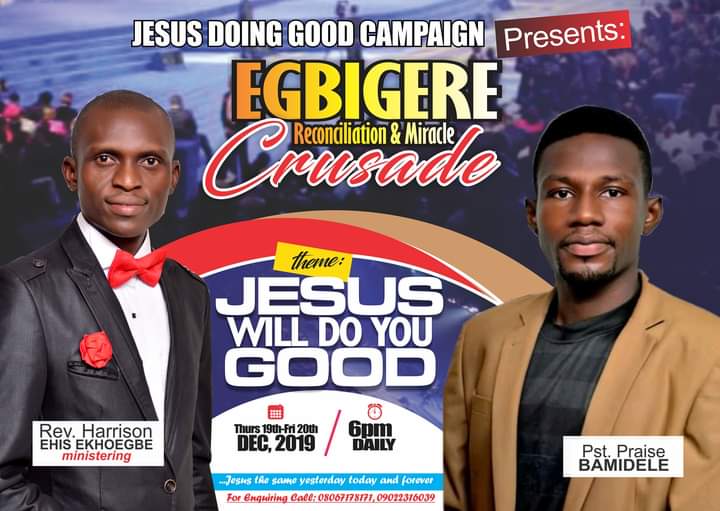 JESUS DOING GOOD CAMPAIGN Presents:
EGBIGERE
Reconciliation & Miracle
Crusade
theme:
JESUS
WILL DO YOU
GOOD
Thurs 19th-Fri 20th
DEC, 2019
/
6pm
DAILY
Rev. Harrison
EHIS EKHOEGBE
ministering
Pst. Praise
BAMIDELE
...Jesus the same yesterday today and forever
For Enquiring Call: 08067178171, 09022316039